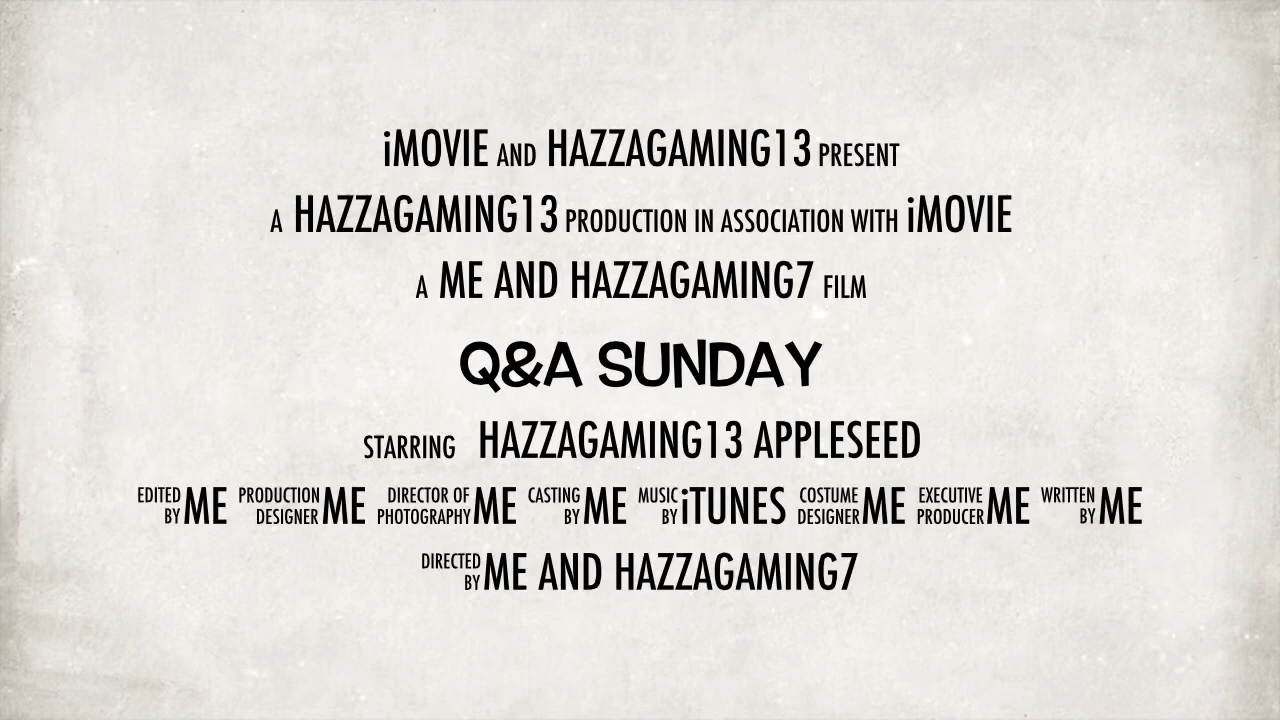 iMOVIE AND HAZZAGAMING13 PRESENT
A HAZZAGAMING13 PRODUCTION IN ASSOCIATION WITH iMOVIE
A ME AND HAZZAGAMING7 FILM
Q&A SUNDAY
STARRING HAZZAGAMING13 APPLESEED
EDITED BY ME PRODUCTION DESIGNER ME DIRECTOR OF PHOTOGRAPHY ME CASTING BY ME MUSIC BY iTUNES COSTUME DESIGNER ME EXECUTIVE PRODUCER ME WRITTEN BY ME
DIRECTED BY ME AND HAZZAGAMING7